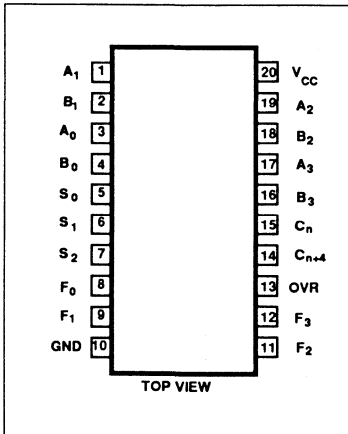 A1 1 20 VCC
B1 2 19 A2
A0 3 18 B2
B0 4 17 A3
S0 5 16 B3
S1 6 15 Cn
S2 7 14 Cn+4
F0 8 13 OVR
F1 9 12 F3
GND 10 11 F2
TOP VIEW